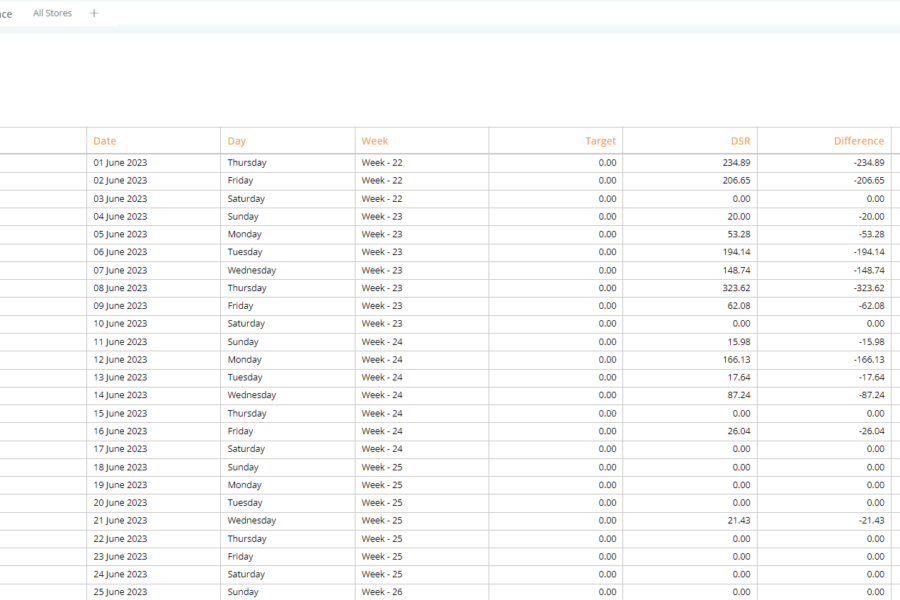 All Stores +
Date Day Week Target DSR Difference
01 June 2023 Thursday Week - 22 0.00 234.89 -234.89
02 June 2023 Friday Week - 22 0.00 206.65 -206.65
03 June 2023 Saturday Week - 22 0.00 0.00 0.00
04 June 2023 Sunday Week - 23 0.00 20.00 -20.00
05 June 2023 Monday Week - 23 0.00 53.28 -53.28
06 June 2023 Tuesday Week - 23 0.00 194.14 -194.14
07 June 2023 Wednesday Week - 23 0.00 148.74 -148.74
08 June 2023 Thursday Week - 23 0.00 323.62 -323.62
09 June 2023 Friday Week - 23 0.00 62.08 -62.08
10 June 2023 Saturday Week - 23 0.00 0.00 0.00
11 June 2023 Sunday Week - 24 0.00 15.98 -15.98
12 June 2023 Monday Week - 24 0.00 166.13 -166.13
13 June 2023 Tuesday Week - 24 0.00 17.64 -17.64
14 June 2023 Wednesday Week - 24 0.00 87.24 -87.24
15 June 2023 Thursday Week - 24 0.00 0.00 0.00
16 June 2023 Friday Week - 24 0.00 26.04 -26.04
17 June 2023 Saturday Week - 24 0.00 0.00 0.00
18 June 2023 Sunday Week - 25 0.00 0.00 0.00
19 June 2023 Monday Week - 25 0.00 0.00 0.00
20 June 2023 Tuesday Week - 25 0.00 0.00 0.00
21 June 2023 Wednesday Week - 25 0.00 21.43 -21.43
22 June 2023 Thursday Week - 25 0.00 0.00 0.00
23 June 2023 Friday Week - 25 0.00 0.00 0.00
24 June 2023 Saturday Week - 25 0.00 0.00 0.00
25 June 2023 Sunday Week - 26 0.00 0.00 0.00